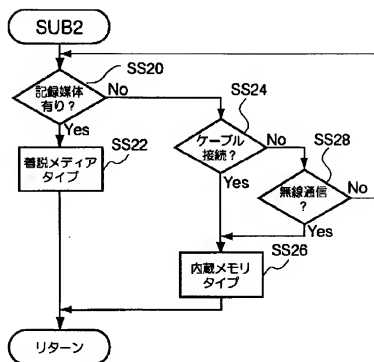 SUB2
SS20
記録媒体
有り？
No
SS24
Yes
ケーブル
接続？
No
SS28
着説メディア
タイプ
SS22
Yes
無線通信
？
No
Yes
内蔵メモリ
タイプ
SS26
リターン